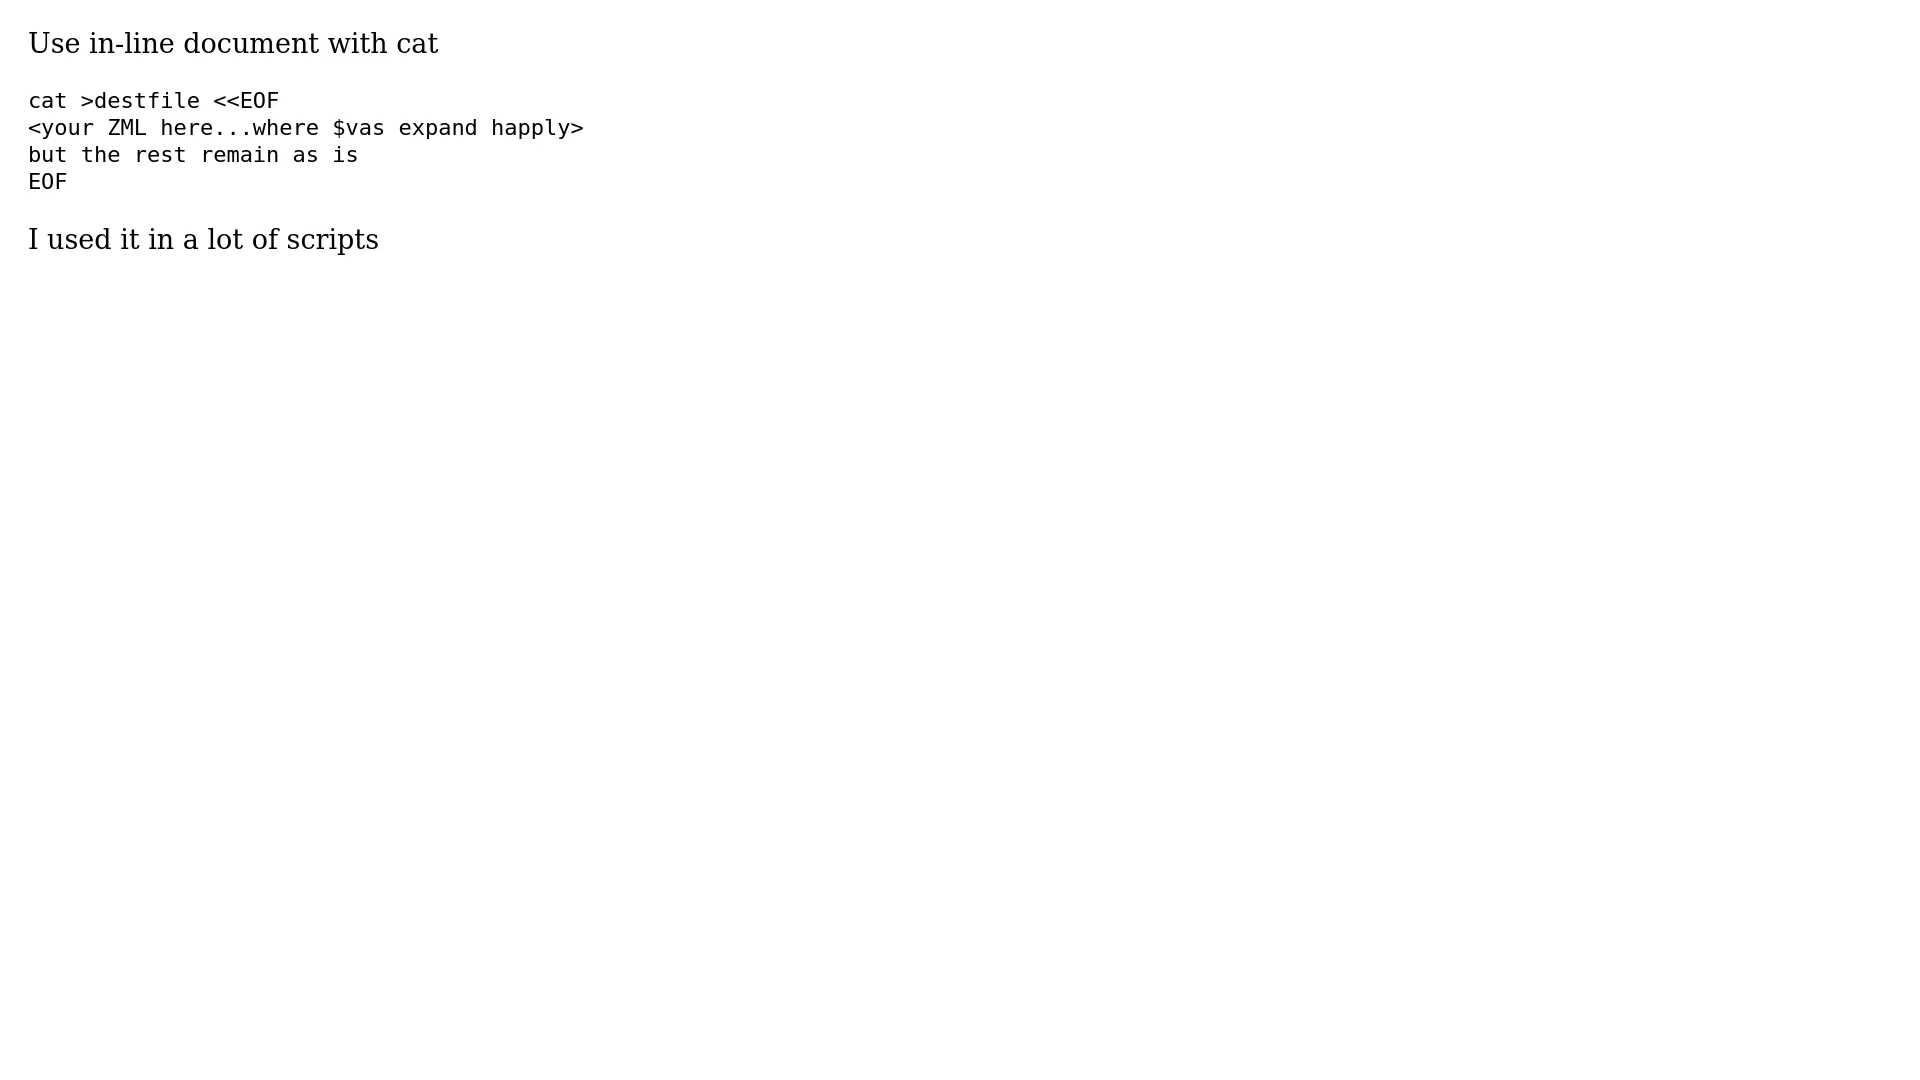 Use in-line document with cat
cat >destfile <<EOF
<your ZML here...where $vas expand happly>
but the rest remain as is
EOF
I used it in a lot of scripts